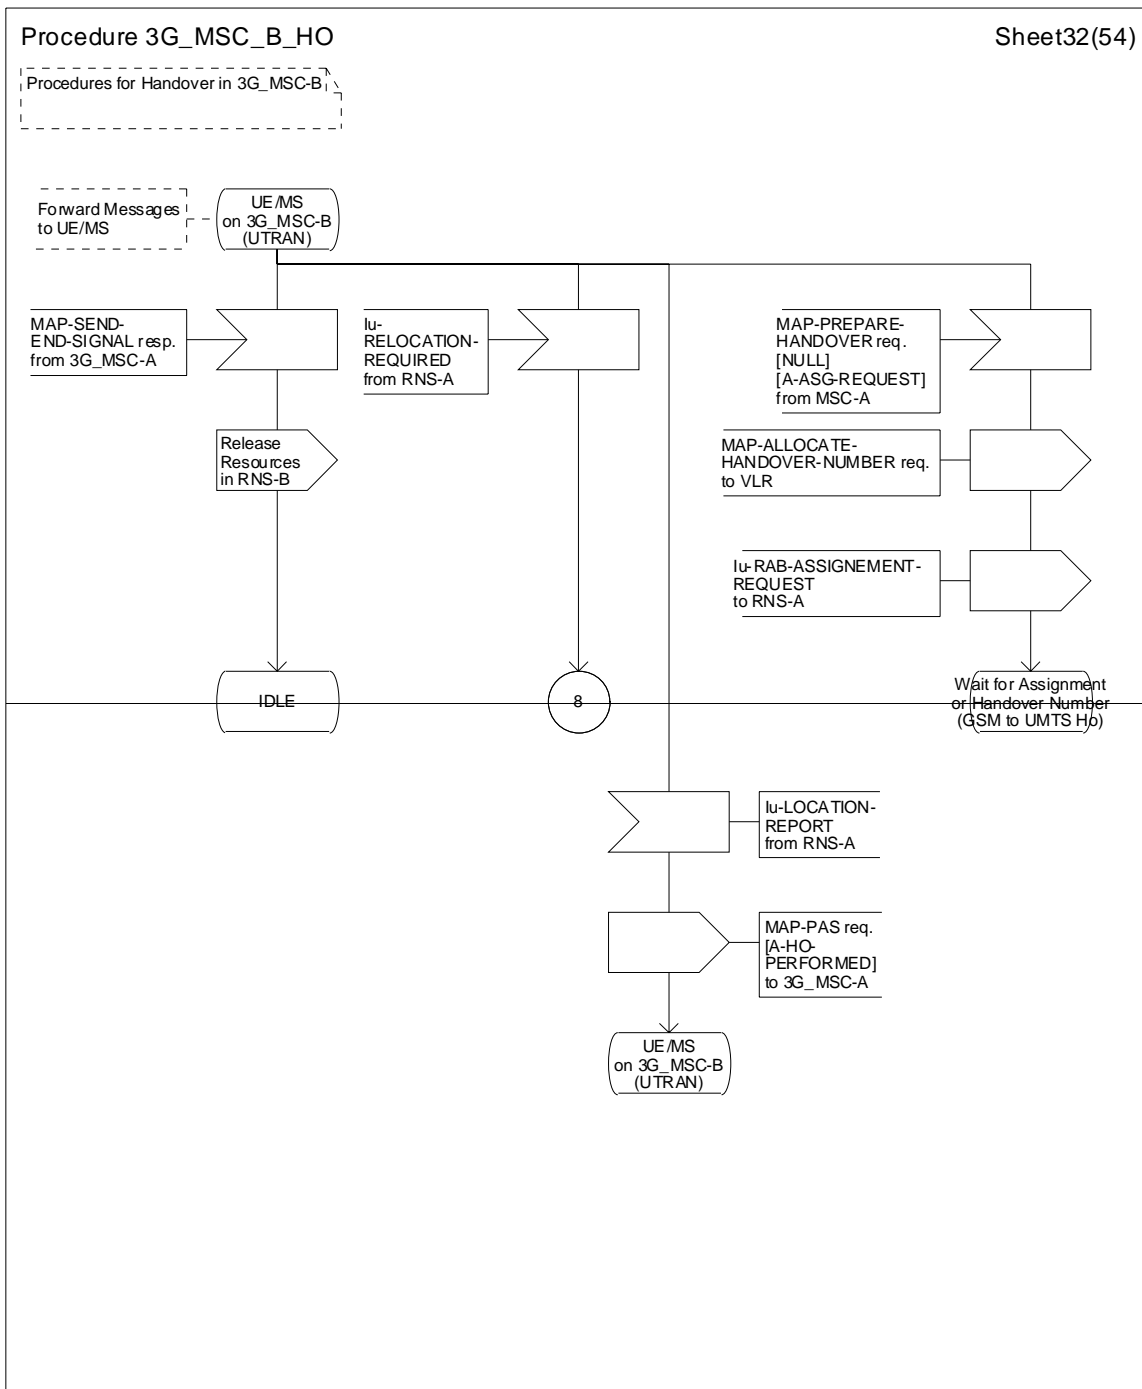 Procedure 3G_MSC_B_HO
Sheet32(54)
Procedures for Handover in 3G_MSC-B
Forward Messages
to UE/MS
UE/MS
on 3G_MSC-B
(UTRAN)
MAP-SEND-
END-SIGNAL resp.
from 3G_MSC-A
Iu-
RELOCATION-
REQUIRED
from RNS-A
MAP-PREPARE-
HANDOVER req.
[NULL]
[A-ASG-REQUEST]
from MSC-A
Release
Resources
in RNS-B
MAP-ALLOCATE-
HANDOVER-NUMBER req.
to VLR
Iu-RAB-ASSIGNEMENT-
REQUEST
to RNS-A
IDLE
8
Wait for Assignment
or Handover Number
(GSM to UMTS Ho)
Iu-LOCATION-
REPORT
from RNS-A
MAP-PAS req.
[A-HO-
PERFORMED]
to 3G_MSC-A
UE/MS
on 3G_MSC-B
(UTRAN)